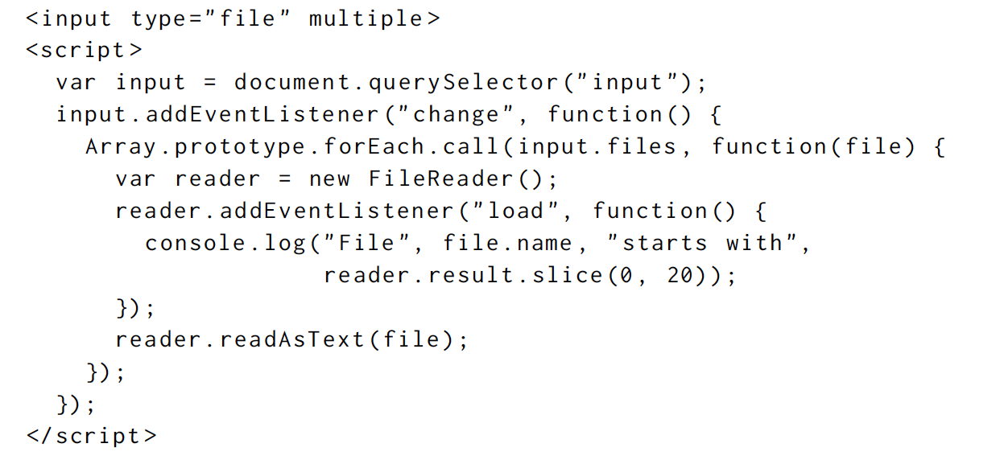 <input type="file" multiple>
<script>
  var input = document.querySelector("input");
  input.addEventListener("change", function() {
    Array.prototype.forEach.call(input.files, function(file) {
      var reader = new FileReader();
      reader.addEventListener("load", function() {
        console.log("File", file.name, "starts with",
                    reader.result.slice(0, 20));
      });
      reader.readAsText(file);
    });
  });
</script>